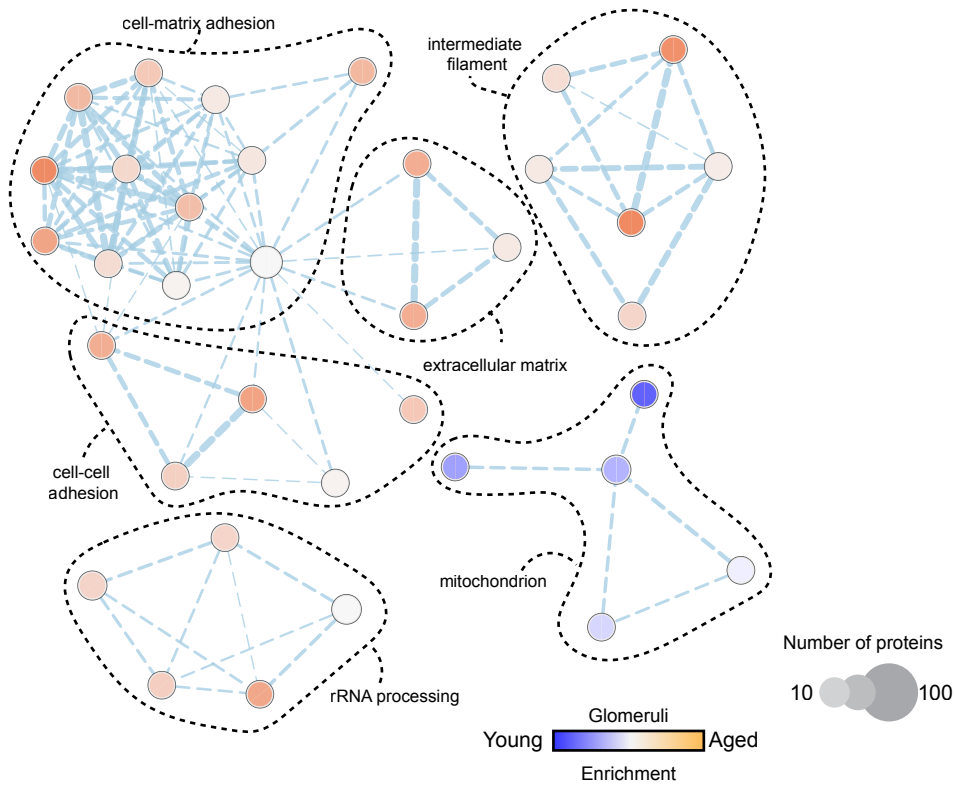 cell-matrix adhesion
intermediate
filament
extracellular matrix
cell-cell
adhesion
mitochondrion
rRNA processing
Number of proteins
10
100
Glomeruli
Young
Aged
Enrichment